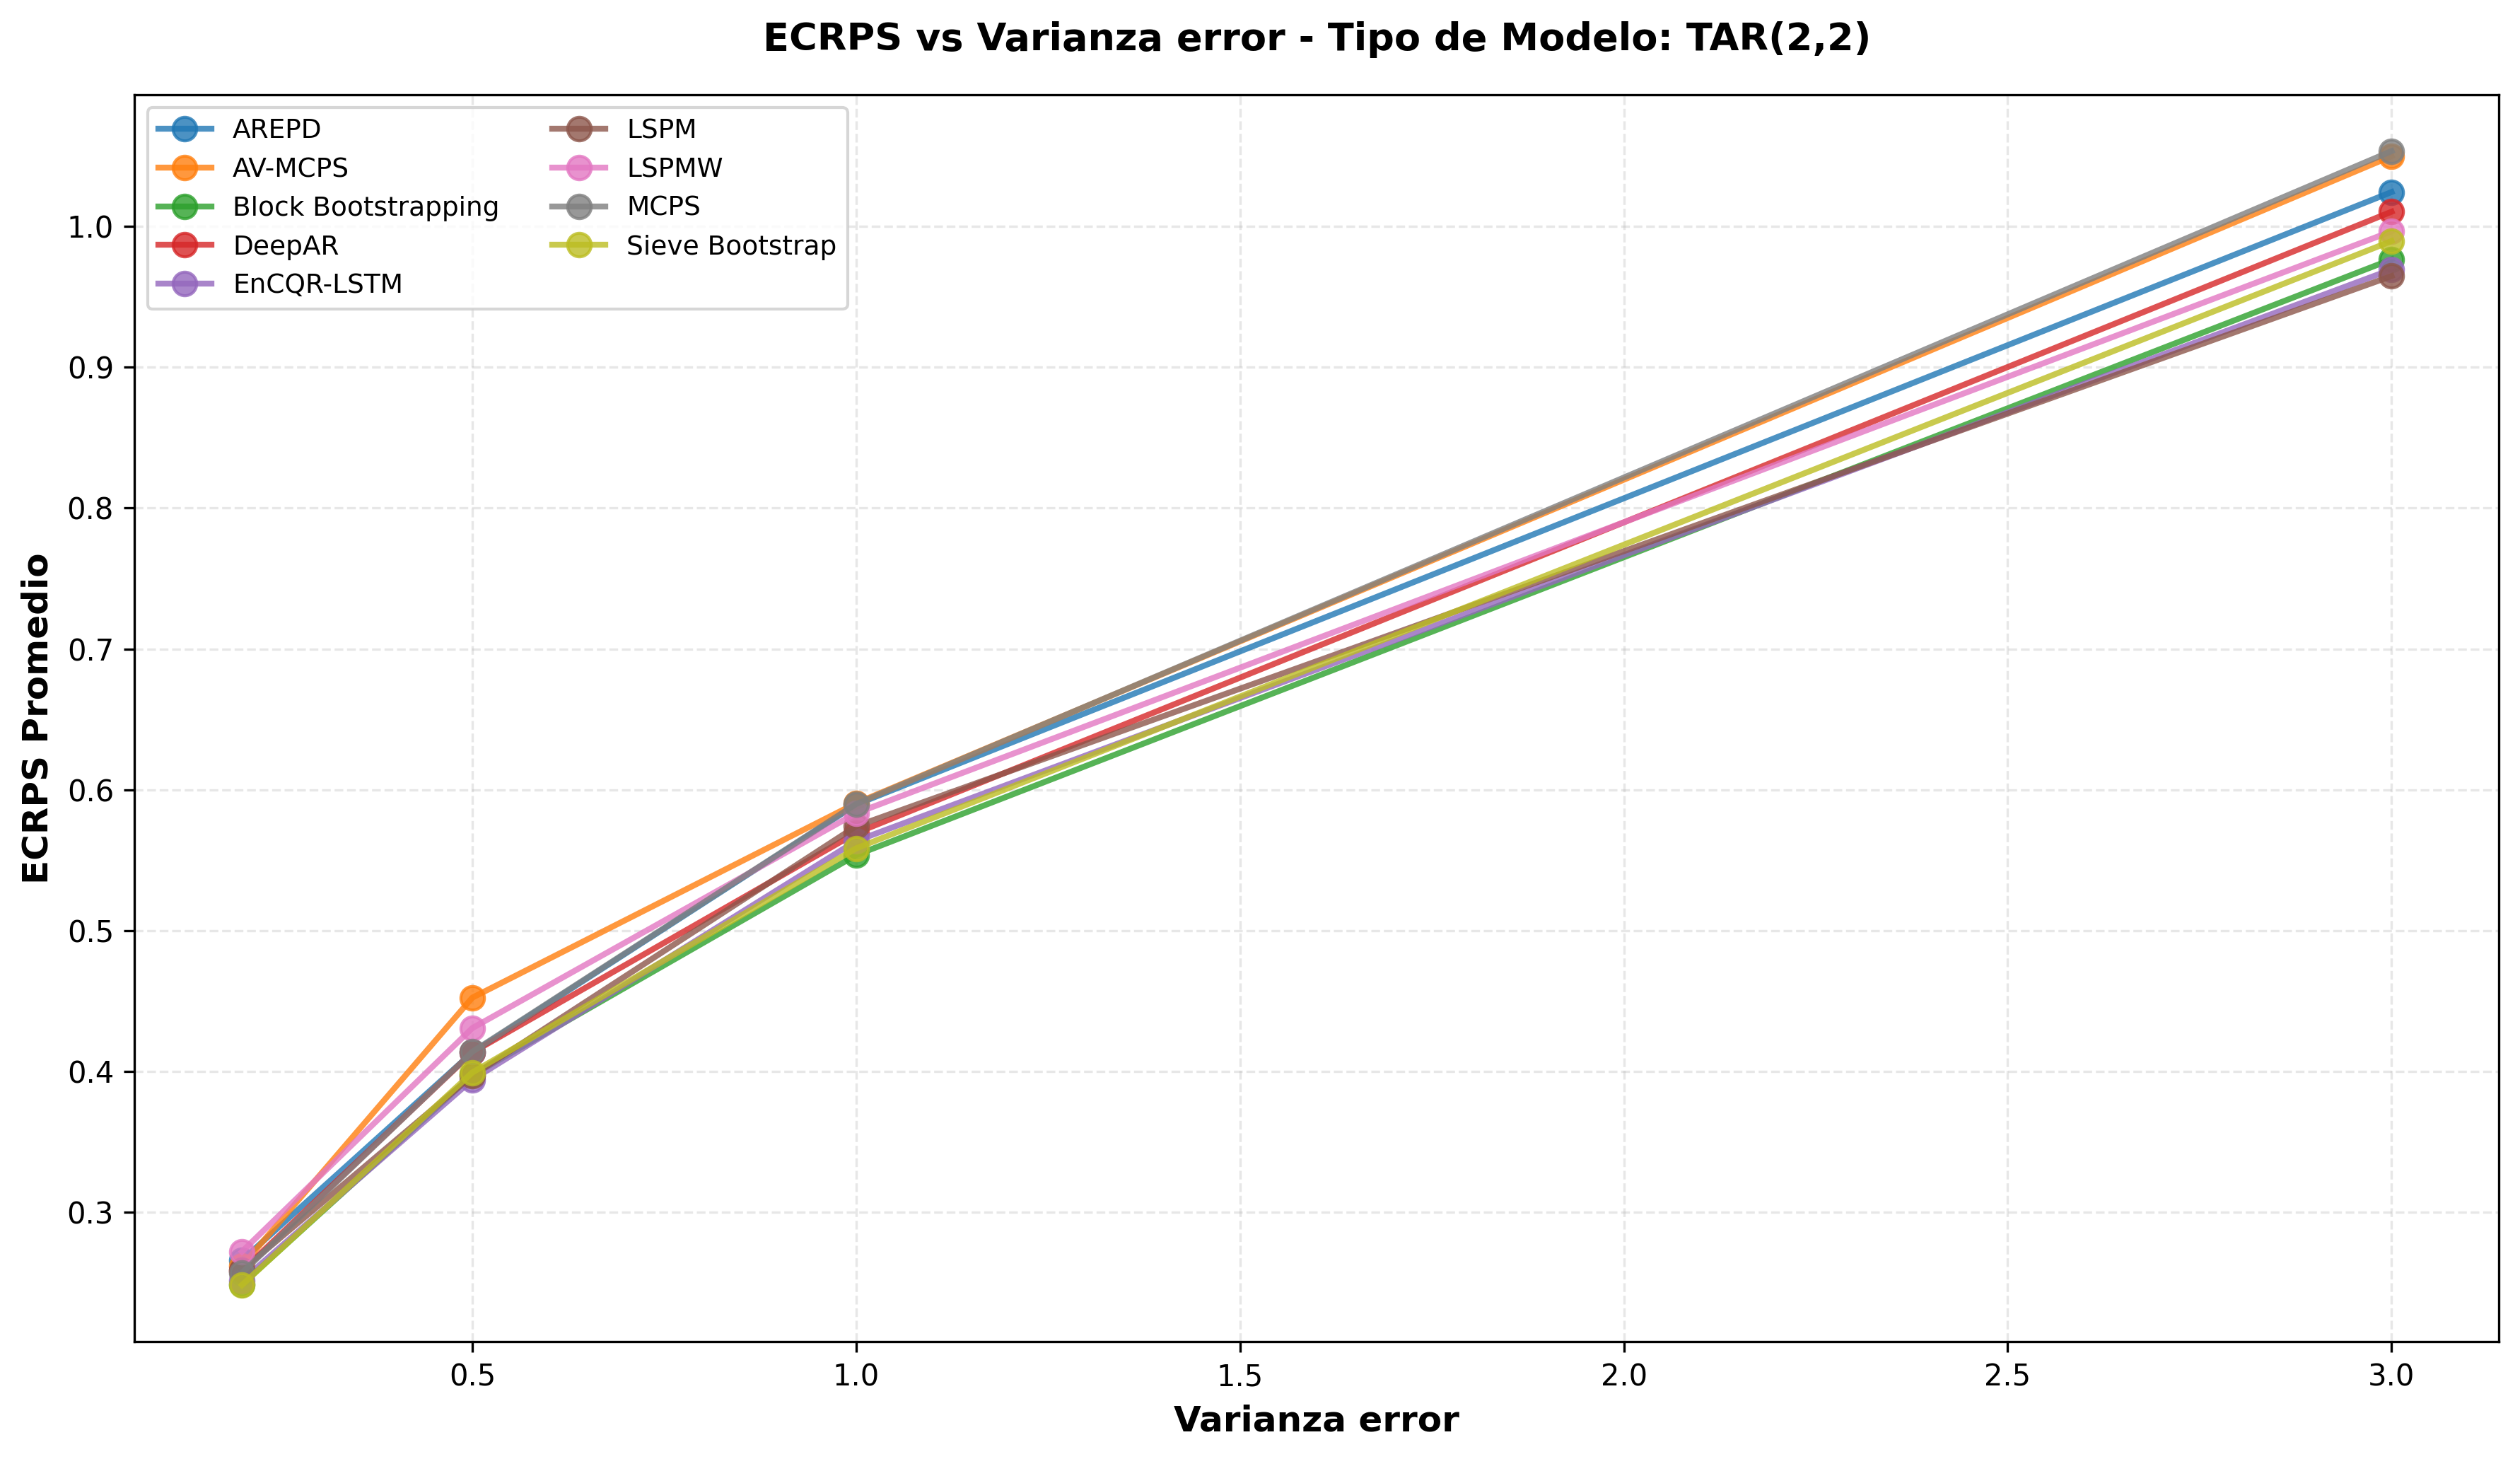 ECRPS vs Varianza error - Tipo de Modelo: TAR(2,2)
AREPD
AV-MCPS
Block Bootstrapping
DeepAR
EnCQR-LSTM
LSPM
LSPMW
MCPS
Sieve Bootstrap
ECRPS Promedio
1.0
0.9
0.8
0.7
0.6
0.5
0.4
0.3
0.5
1.0
1.5
2.0
2.5
3.0
Varianza error